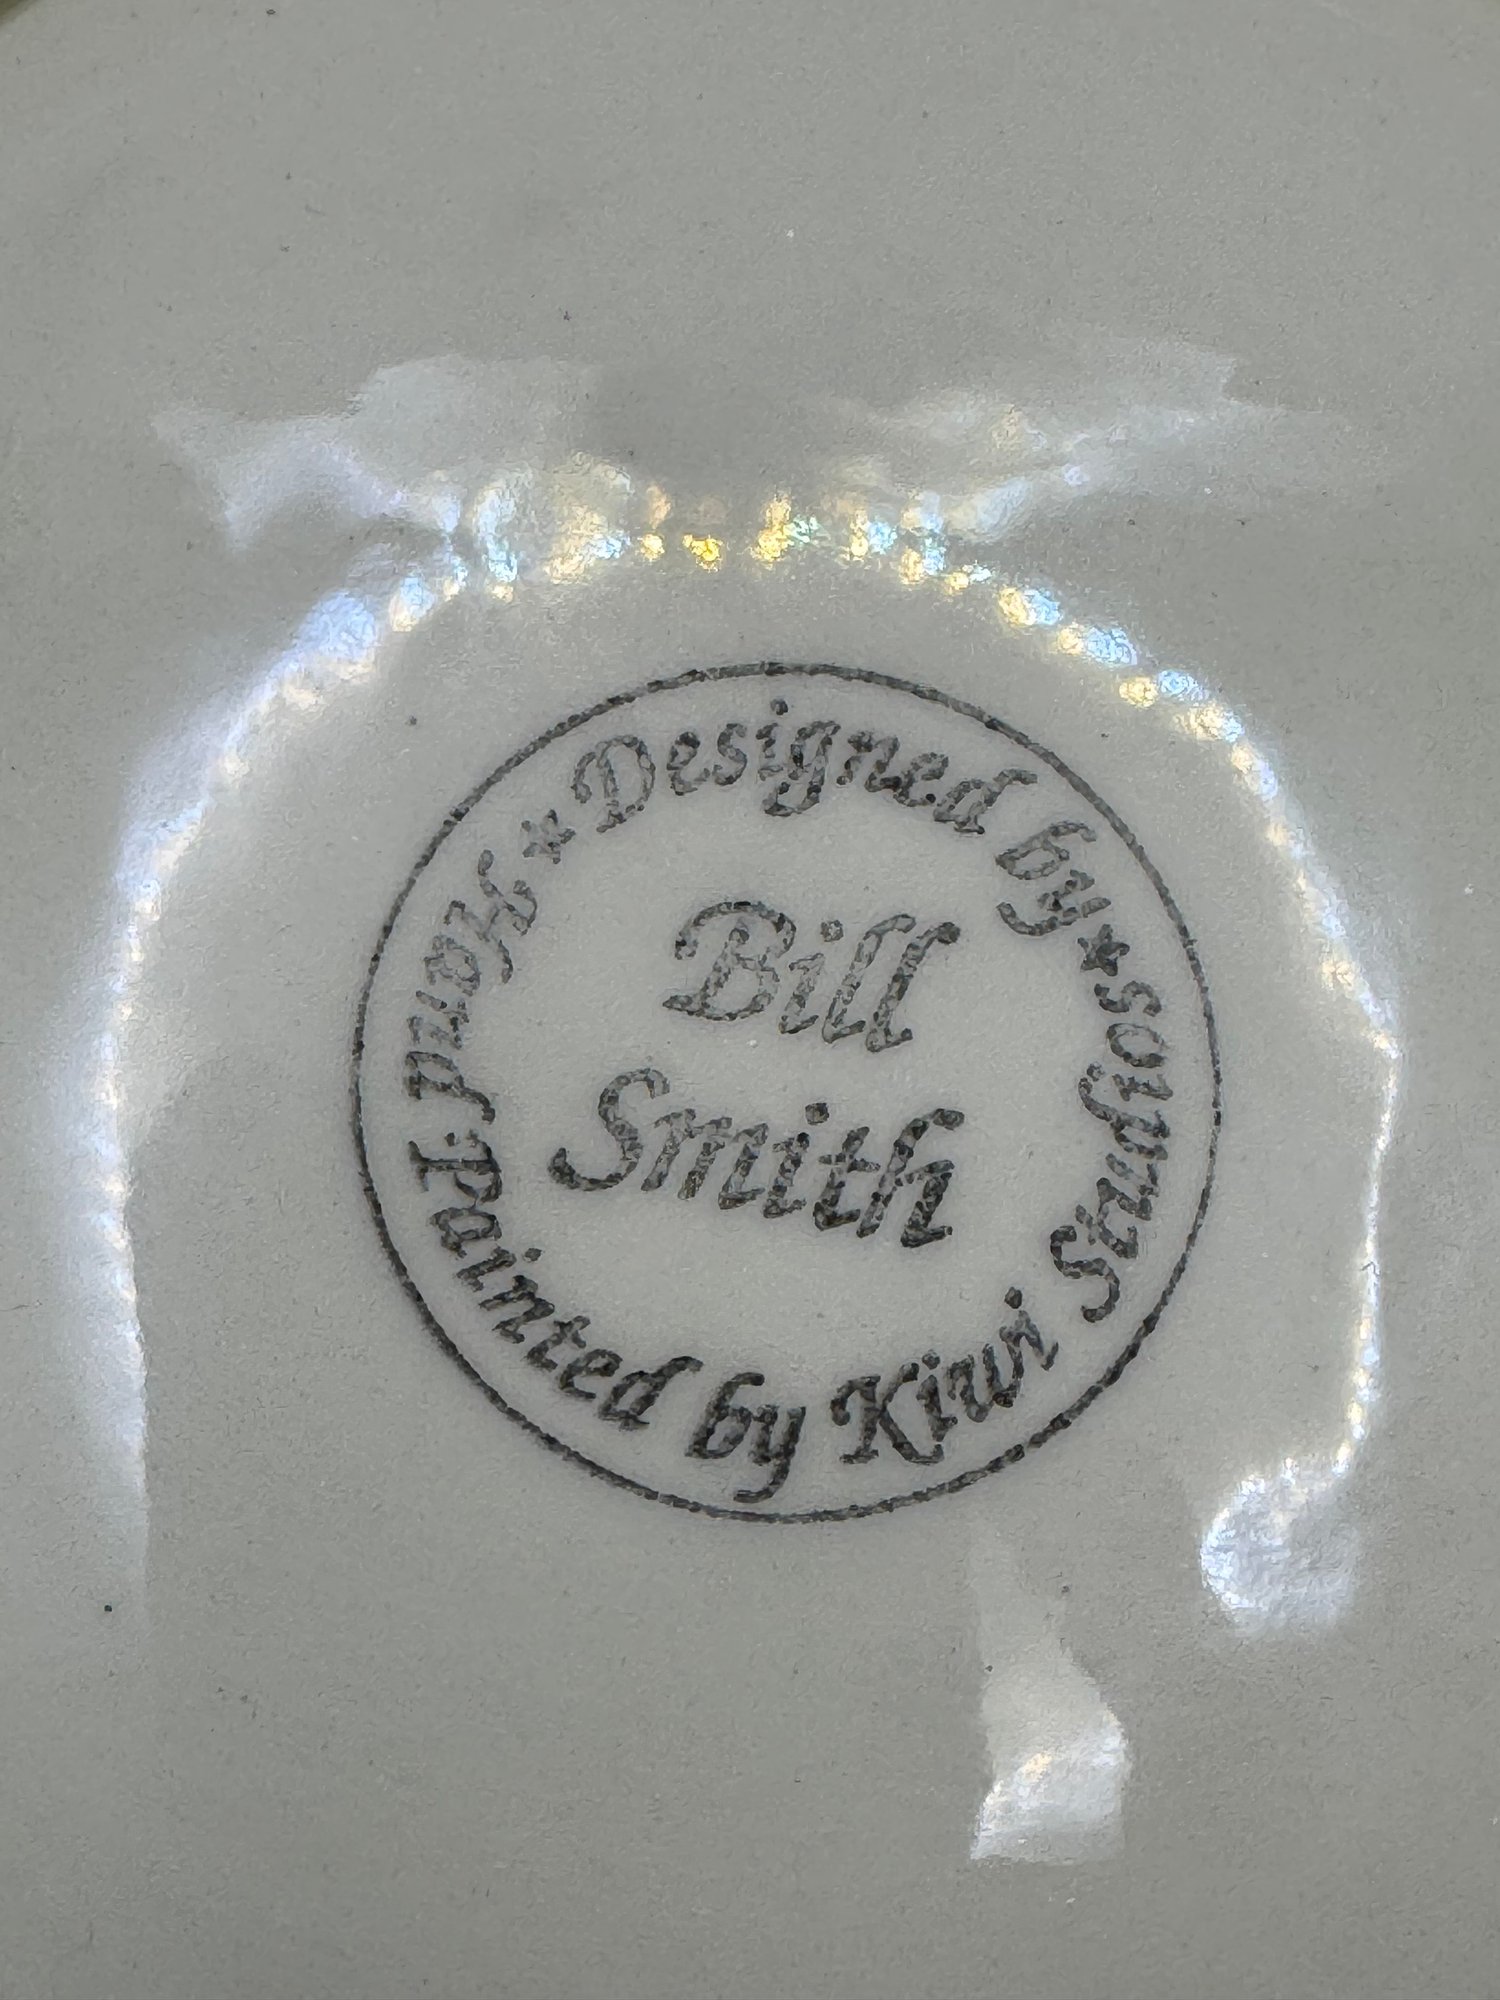 * Designed by *
Bill
Smith
Hand Painted by Kiwi Studios